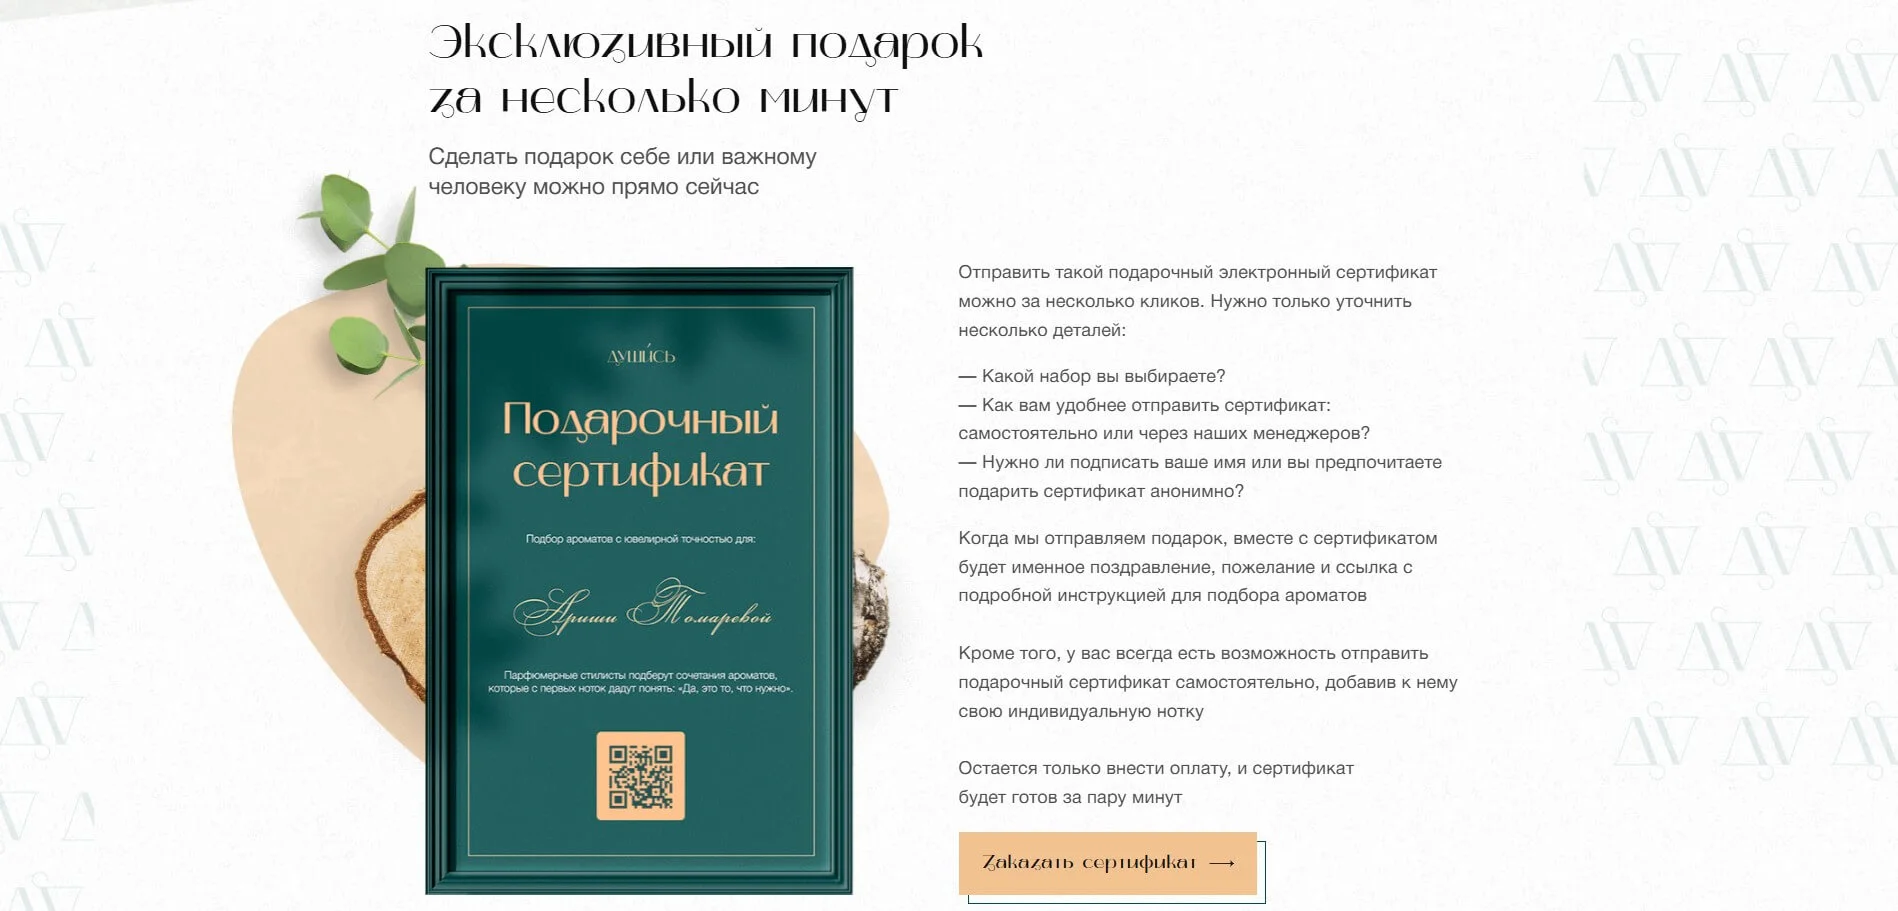 Эксклюзивный подарок
за несколько минут
Сделать подарок себе или важному
человеку можно прямо сейчас
ДУШИ́СЬ
Подарочный
сертификат
Подбор ароматов с ювелирной точностью для:
Ариши Томаревой
Парфюмерные стилисты подберут сочетания ароматов,
которые с первых ноток дадут понять: «Да, это то, что нужно».
Отправить такой подарочный электронный сертификат
можно за несколько кликов. Нужно только уточнить
несколько деталей:
— Какой набор вы выбираете?
— Как вам удобнее отправить сертификат:
самостоятельно или через наших менеджеров?
— Нужно ли подписать ваше имя или вы предпочитаете
подарить сертификат анонимно?
Когда мы отправляем подарок, вместе с сертификатом
будет именное поздравление, пожелание и ссылка с
подробной инструкцией для подбора ароматов
Кроме того, у вас всегда есть возможность отправить
подарочный сертификат самостоятельно, добавив к нему
свою индивидуальную нотку
Остается только внести оплату, и сертификат
будет готов за пару минут
Заказать сертификат →